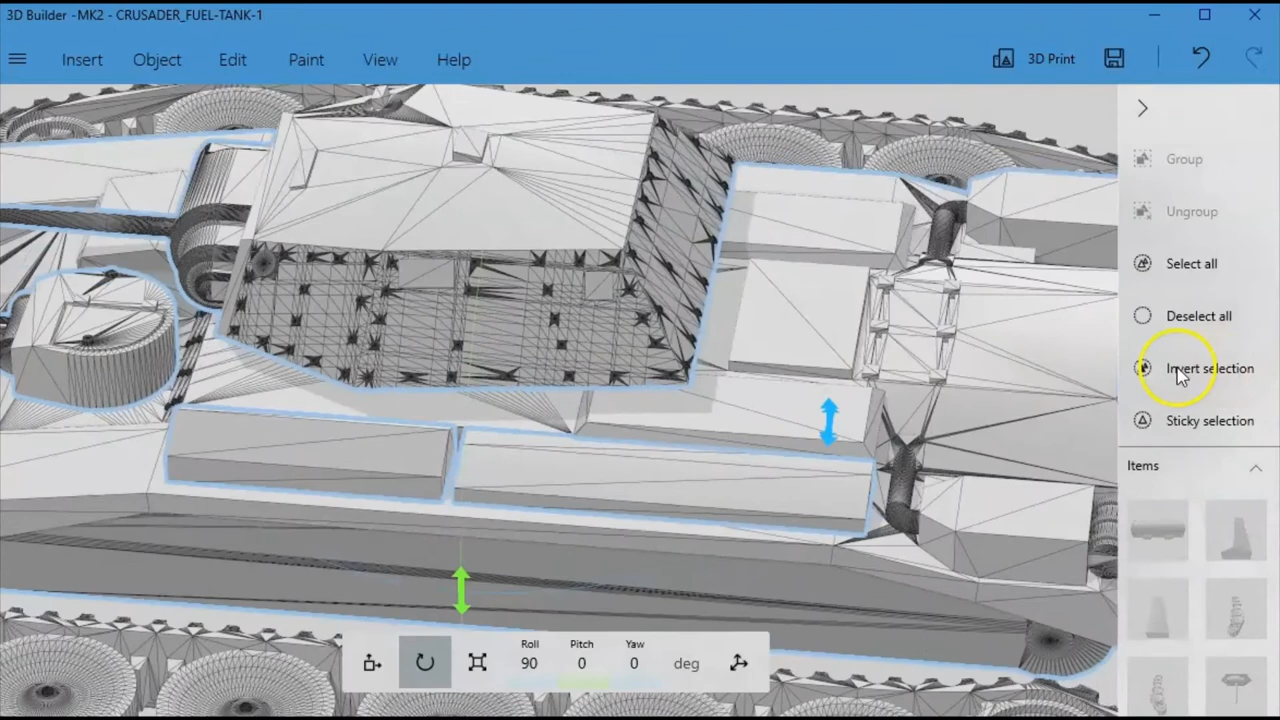 3D Builder -MK2 - CRUSADER_FUEL-TANK-1
Insert Object Edit Paint View Help 3D Print
Group
Ungroup
Select all
Deselect all
Invert selection
Sticky selection
Items
Roll Pitch Yaw
90 0 0 deg